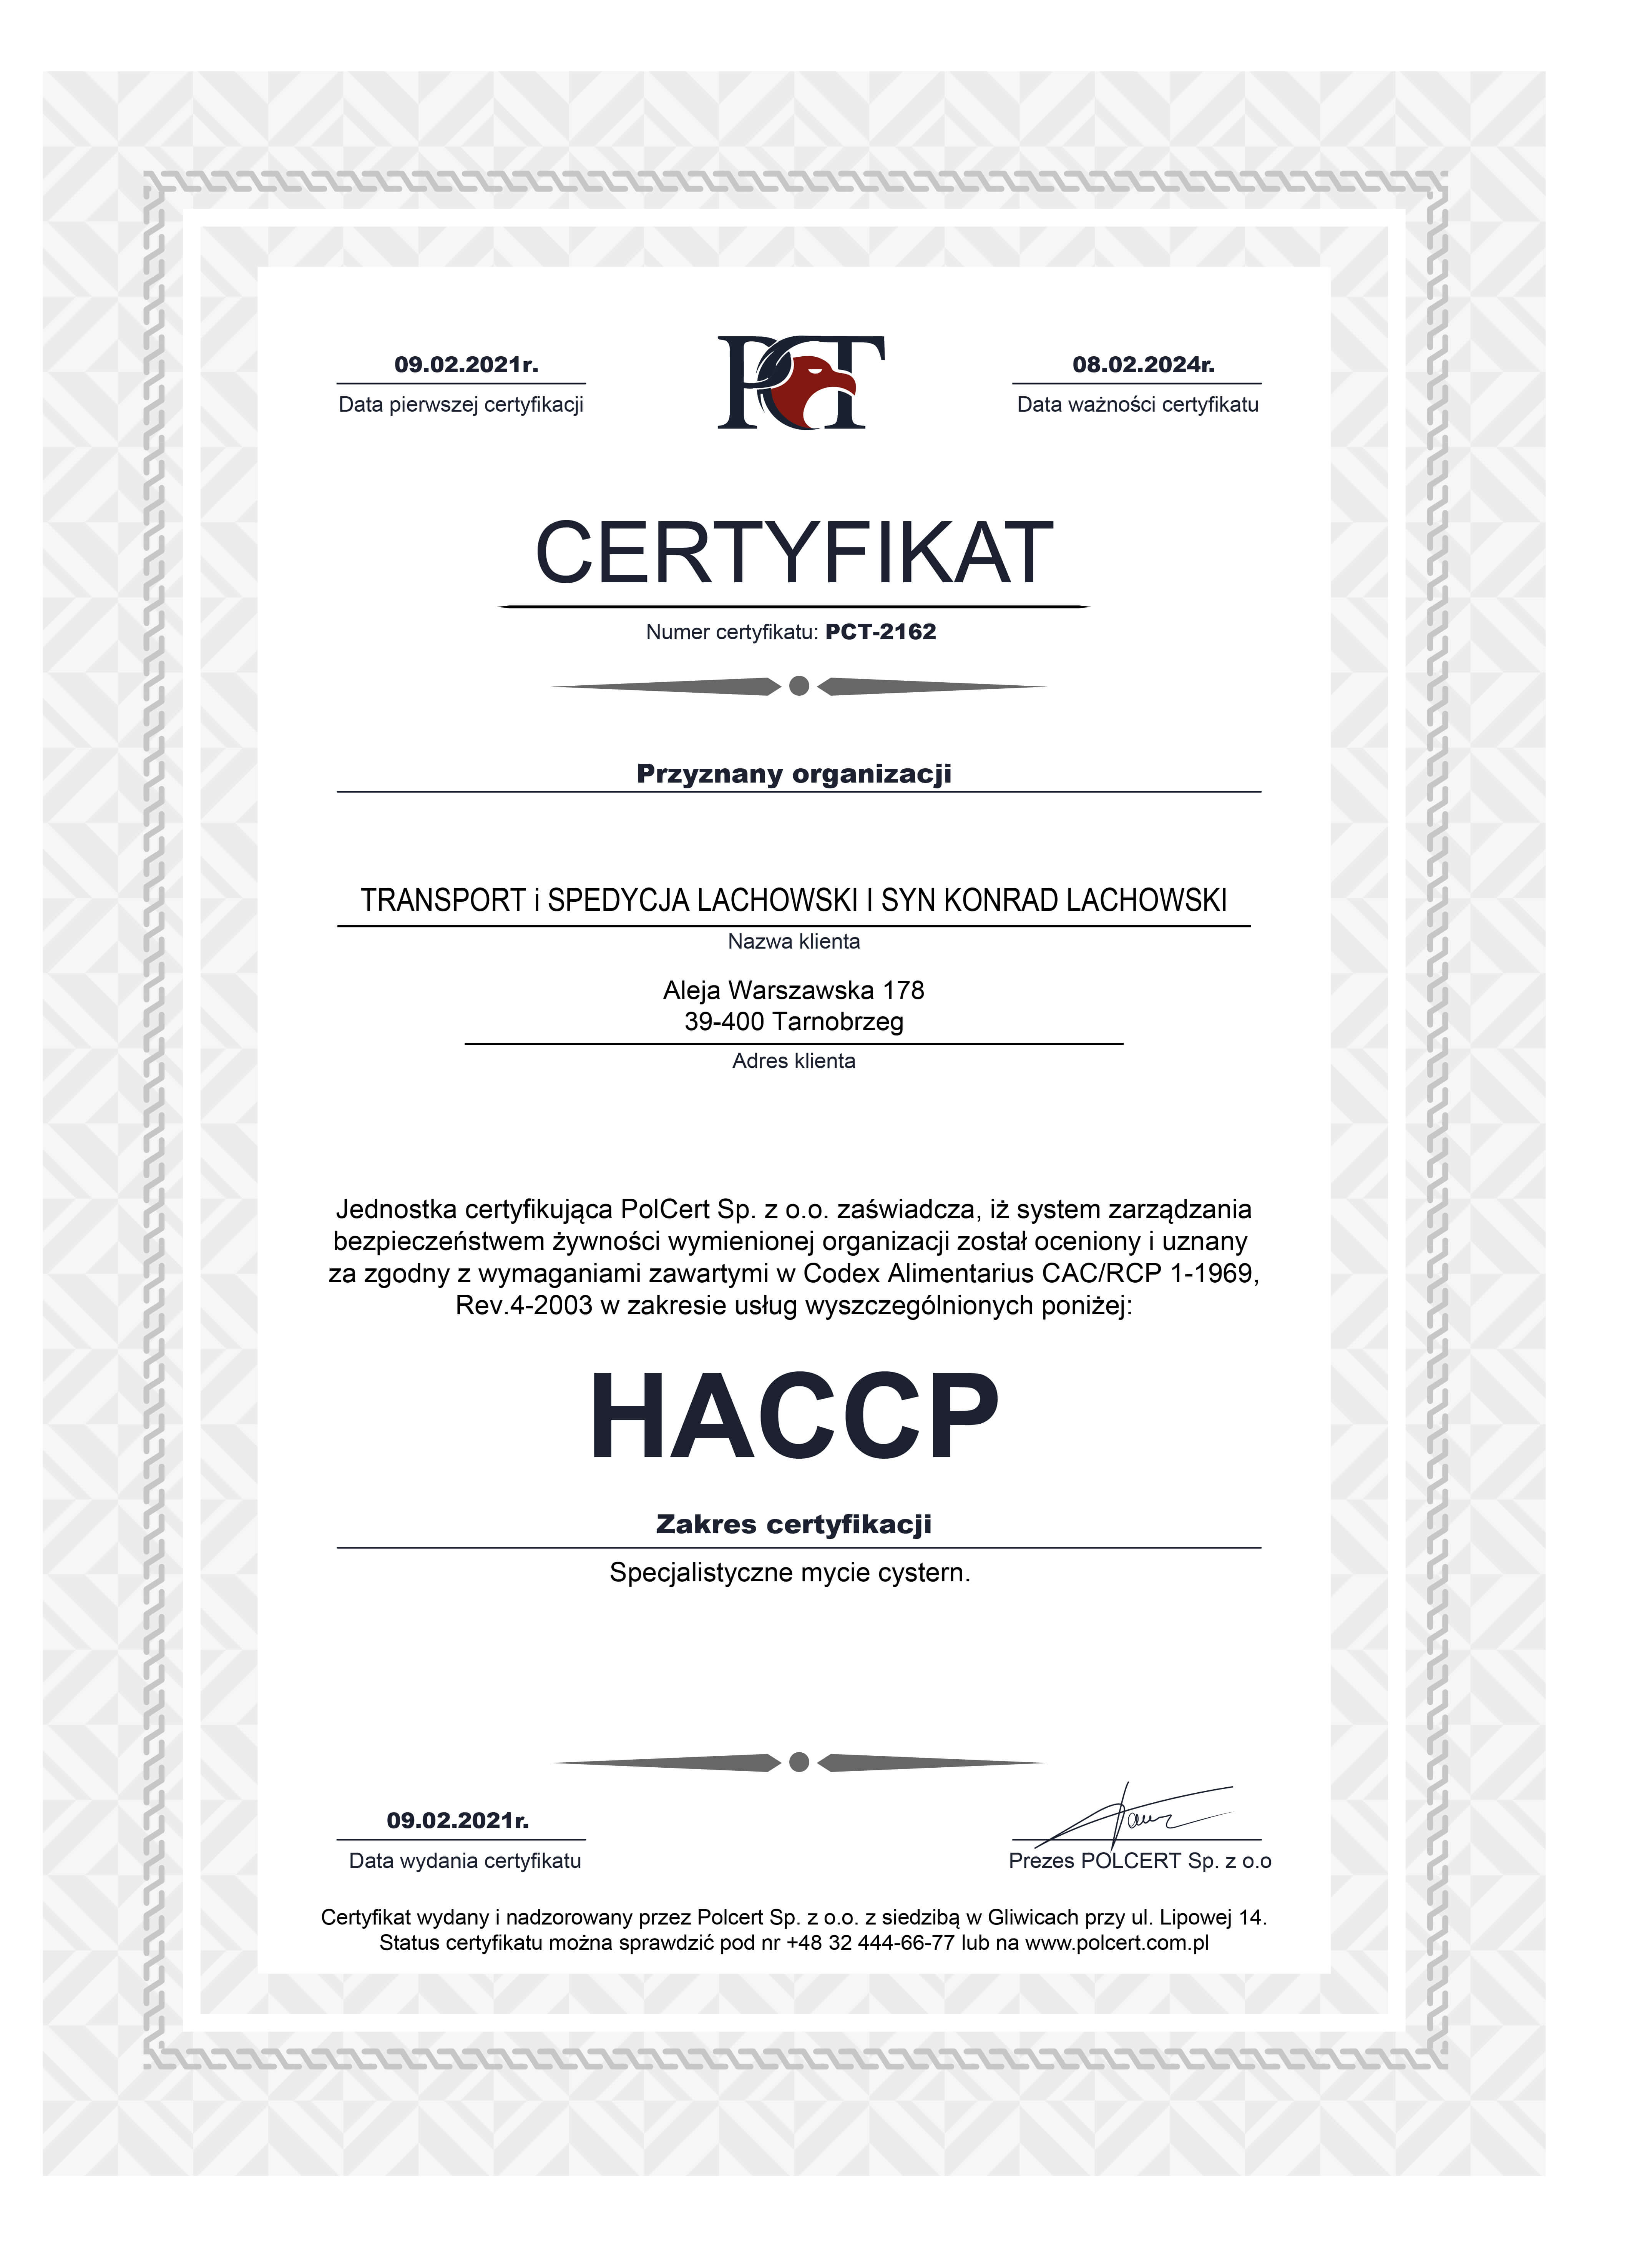 09.02.2021r.
Data pierwszej certyfikacji
PCT
08.02.2024r.
Data ważności certyfikatu
CERTYFIKAT
Numer certyfikatu: PCT-2162
Przyznany organizacji
TRANSPORT i SPEDYCJA LACHOWSKI I SYN KONRAD LACHOWSKI
Nazwa klienta
Aleja Warszawska 178
39-400 Tarnobrzeg
Adres klienta
Jednostka certyfikująca PolCert Sp. z o.o. zaświadcza, iż system zarządzania
bezpieczeństwem żywności wymienionej organizacji został oceniony i uznany
za zgodny z wymaganiami zawartymi w Codex Alimentarius CAC/RCP 1-1969,
Rev.4-2003 w zakresie usług wyszczególnionych poniżej:
HACCP
Zakres certyfikacji
Specjalistyczne mycie cystern.
09.02.2021r.
Data wydania certyfikatu
Prezes POLCERT Sp. z o.o
Certyfikat wydany i nadzorowany przez Polcert Sp. z o.o. z siedzibą w Gliwicach przy ul. Lipowej 14.
Status certyfikatu można sprawdzić pod nr +48 32 444-66-77 lub na www.polcert.com.pl